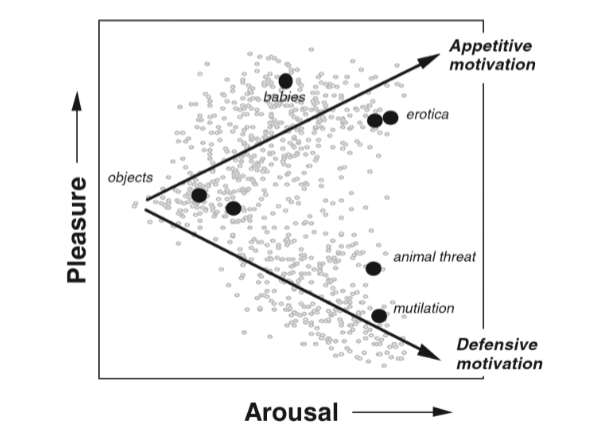 Appetitive
motivation
babies
erotica
objects
Pleasure
animal threat
mutilation
Defensive
motivation
Arousal